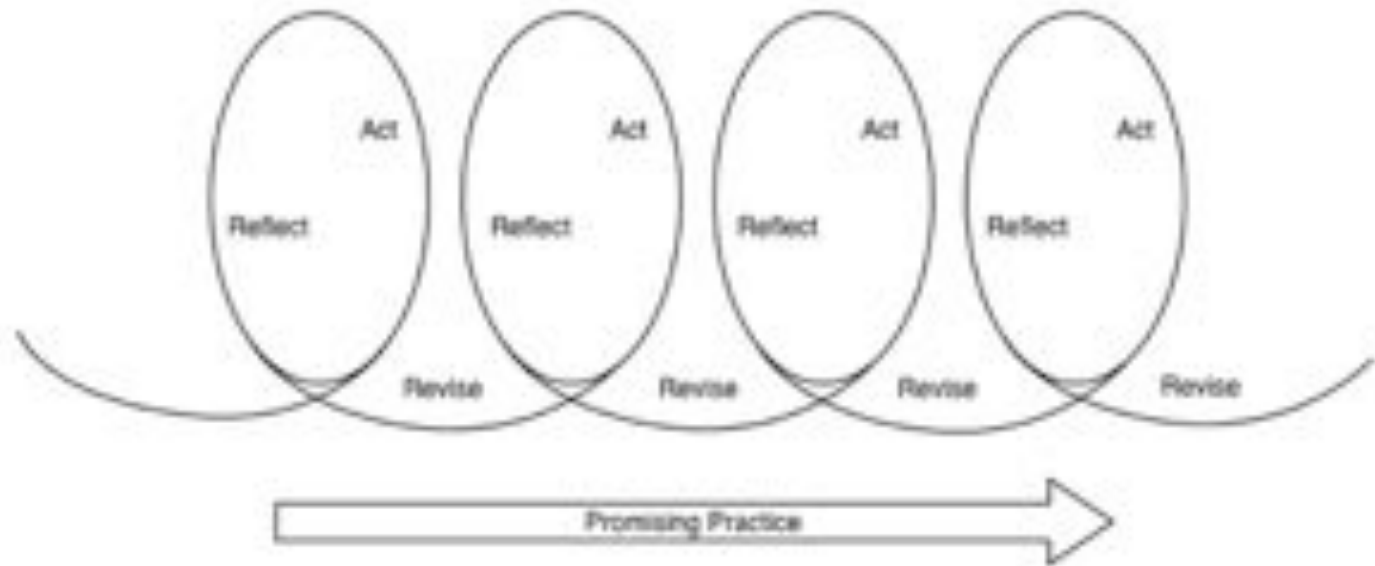 Act Act Act Act
Reflect Reflect Reflect Reflect
Revise Revise Revise Revise
Promising Practice